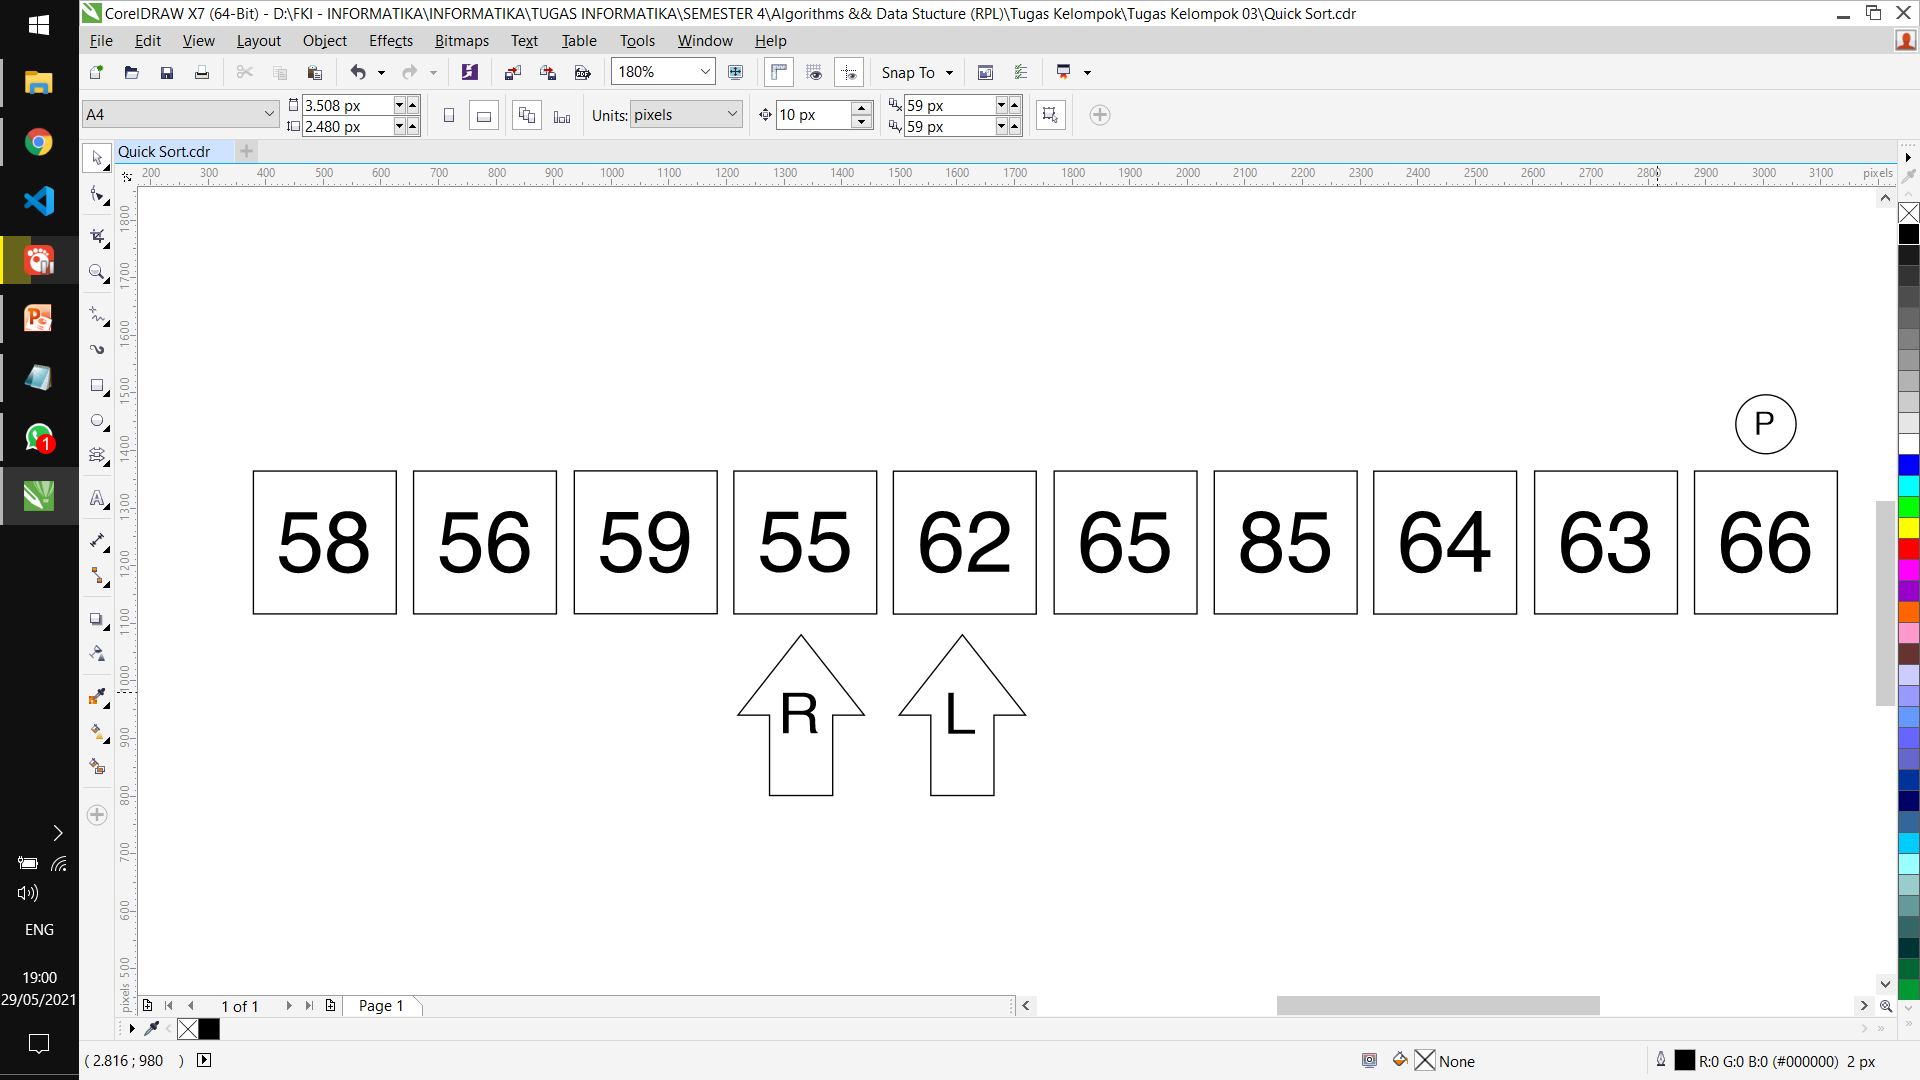 CorelDRAW X7 (64-Bit) - D:\FKI - INFORMATIKA\INFORMATIKA\TUGAS INFORMATIKA\SEMESTER 4\Algorithms && Data Stucture (RPL)\Tugas Kelompok\Tugas Kelompok 03\Quick Sort.cdr
File Edit View Layout Object Effects Bitmaps Text Table Tools Window Help
180% Snap To
A4 3.508 px 2.480 px Units: pixels 10 px 59 px 59 px
Quick Sort.cdr
200 300 400 500 600 700 800 900 1000 1100 1200 1300 1400 1500 1600 1700 1800 1900 2000 2100 2200 2300 2400 2500 2600 2700 2800 2900 3000 3100 pixels
1800
1700
1600
1500
1400
1300
1200
1100
1000
900
800
700
600
500
pixels
P
58 56 59 55 62 65 85 64 63 66
R L
1
ENG
19:00
29/05/2021
1 of 1 Page 1
( 2.816 ; 980 ) None R:0 G:0 B:0 (#000000) 2 px